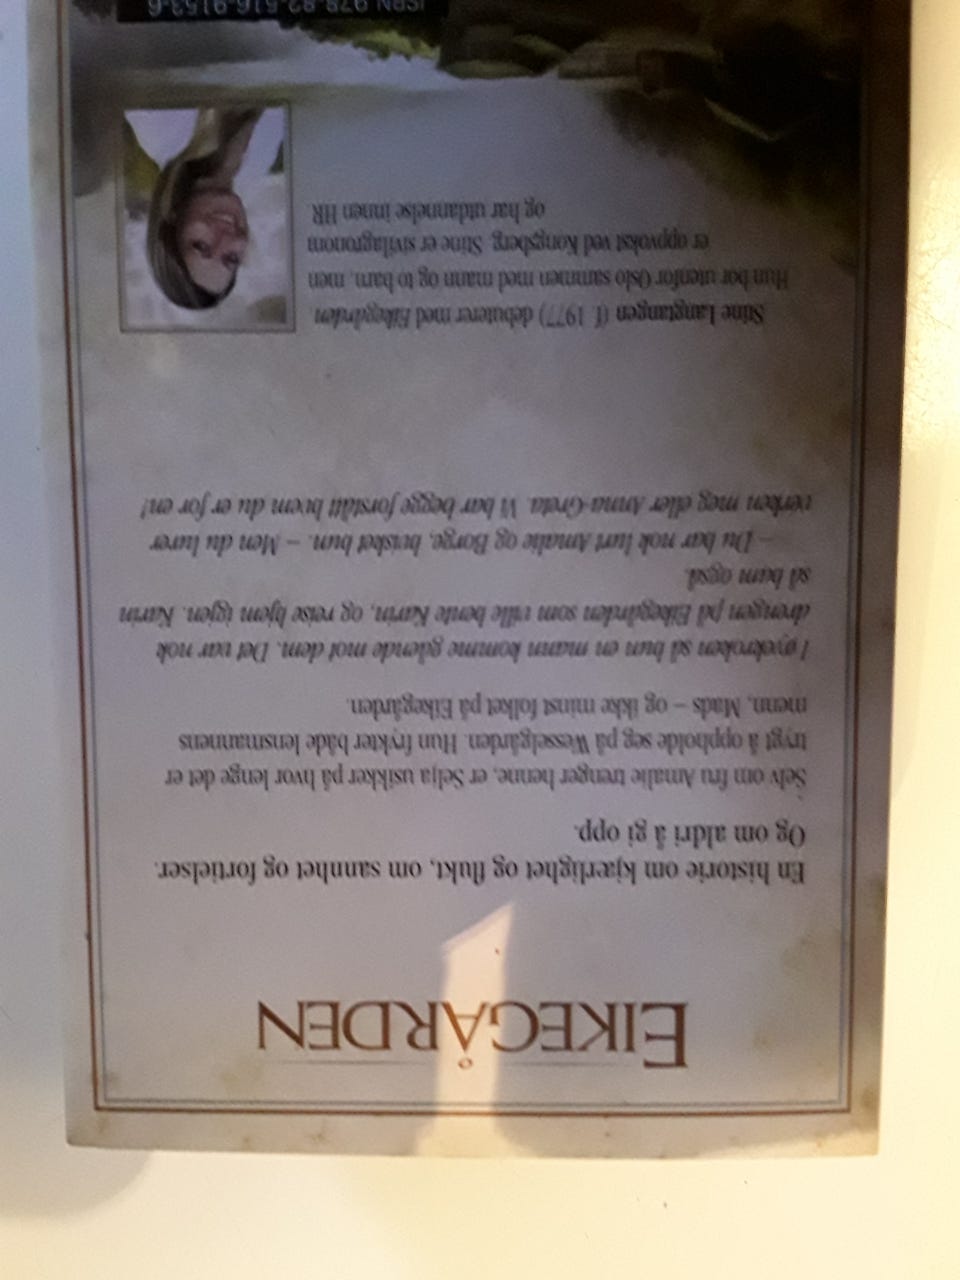 EIKEGÅRDEN
En historie om kjærlighet og flukt, om sannhet og fortielser.
Og om aldri å gi opp.
Selv om fru Amalie trenger henne, er Selja usikker på hvor lenge det er
trygt å oppholde seg på Wesselgården. Hun frykter både lensmannens
menn, Mads – og ikke minst folket på Eikegården.
I øyekroken så hun en mann komme gående mot dem. Det var nok
drengen på Eikegården som ville hente Karin, og reise hjem igjen. Karin
så ham også.
– Du har nok lurt Amalie og Borge, hvisket hun. – Men du lurer
verken meg eller Anna-Greta. Vi har begge forstått hvem du er for en!
Stine Langtangen (f. 1977) debuterer med Eikegården.
Hun bor utenfor Oslo sammen med mann og to barn, men
er oppvokst ved Kongsberg. Stine er sivilagronom
og har utdannelse innen HR.
ISBN 978-82-516-9153-6